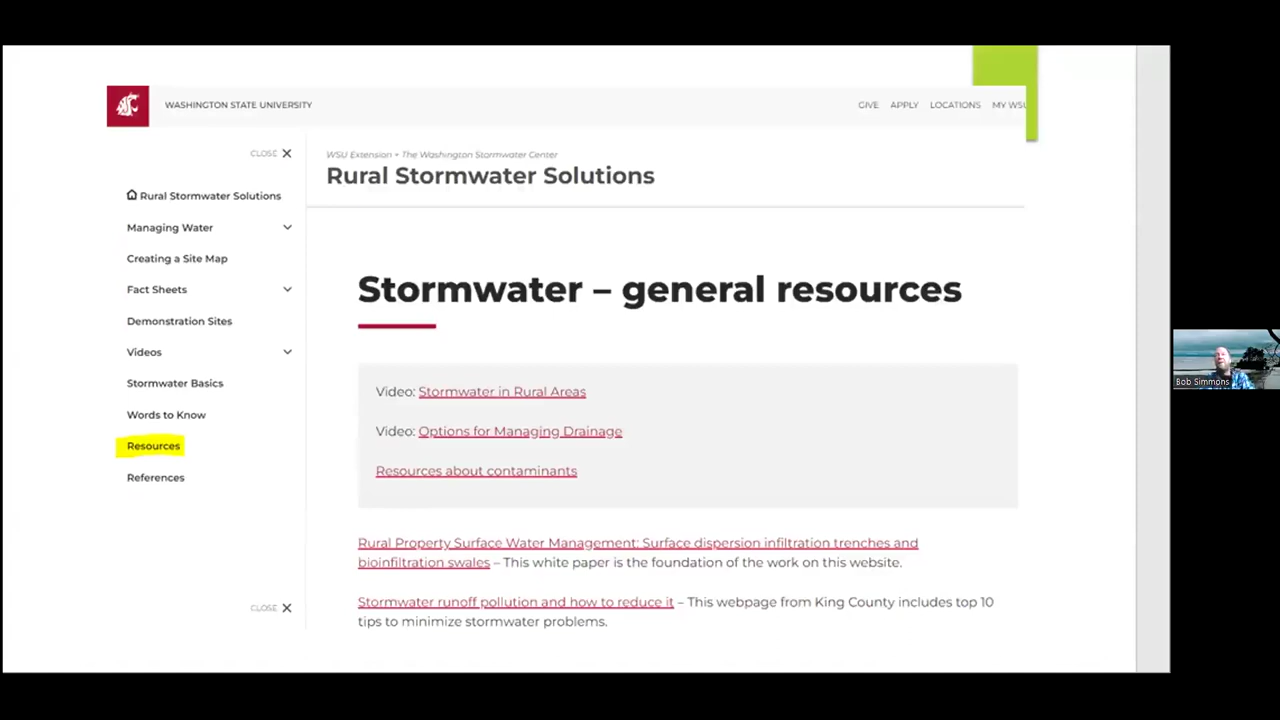 WASHINGTON STATE UNIVERSITY
GIVE APPLY LOCATIONS MY WSU
CLOSE X
Rural Stormwater Solutions
Managing Water
Creating a Site Map
Fact Sheets
Demonstration Sites
Videos
Stormwater Basics
Words to Know
Resources
References
CLOSE X
WSU Extension + The Washington Stormwater Center
Rural Stormwater Solutions
Stormwater – general resources
Video: Stormwater in Rural Areas
Video: Options for Managing Drainage
Resources about contaminants
Rural Property Surface Water Management: Surface dispersion infiltration trenches and
bioinfiltration swales – This white paper is the foundation of the work on this website.
Stormwater runoff pollution and how to reduce it – This webpage from King County includes top 10
tips to minimize stormwater problems.
Bob Simmons